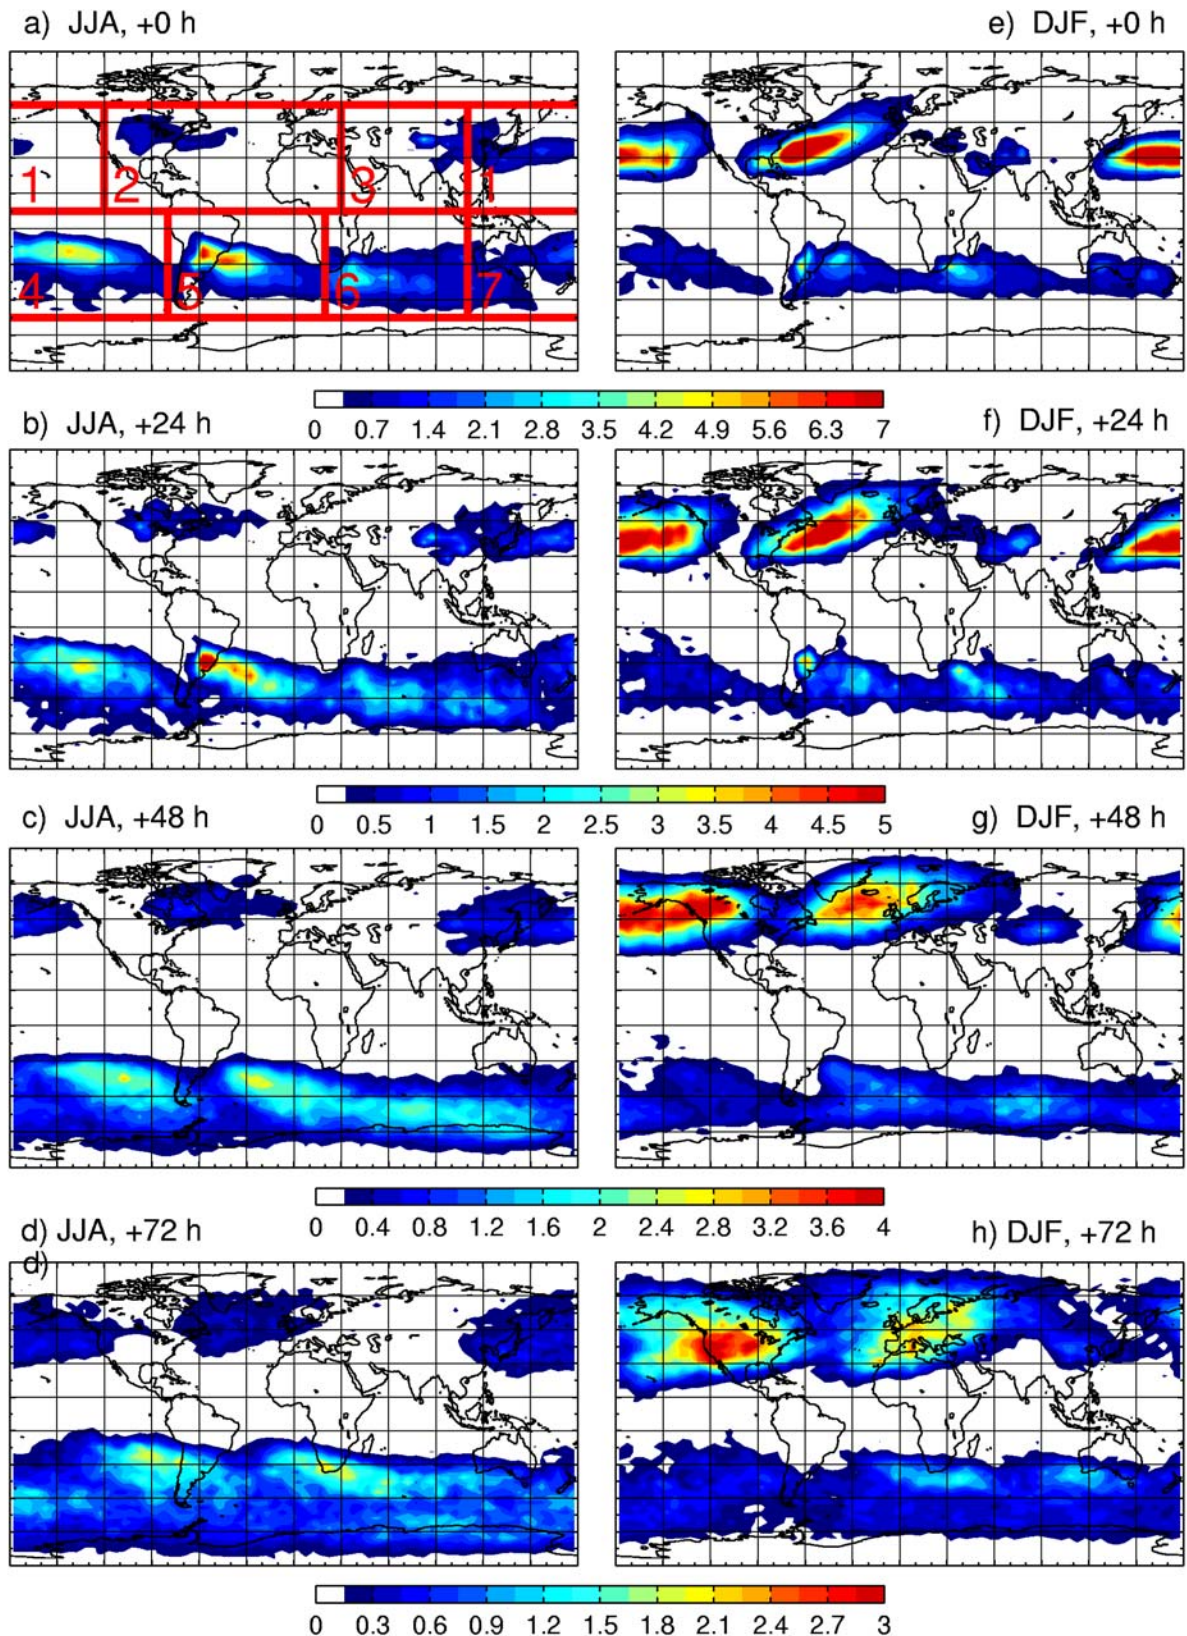 a) JJA, +0 h
e) DJF, +0 h
1 2 3 1
4 5 6 7
0 0.7 1.4 2.1 2.8 3.5 4.2 4.9 5.6 6.3 7
b) JJA, +24 h
f) DJF, +24 h
0 0.5 1 1.5 2 2.5 3 3.5 4 4.5 5
c) JJA, +48 h
g) DJF, +48 h
0 0.4 0.8 1.2 1.6 2 2.4 2.8 3.2 3.6 4
d) JJA, +72 h
d)
h) DJF, +72 h
0 0.3 0.6 0.9 1.2 1.5 1.8 2.1 2.4 2.7 3